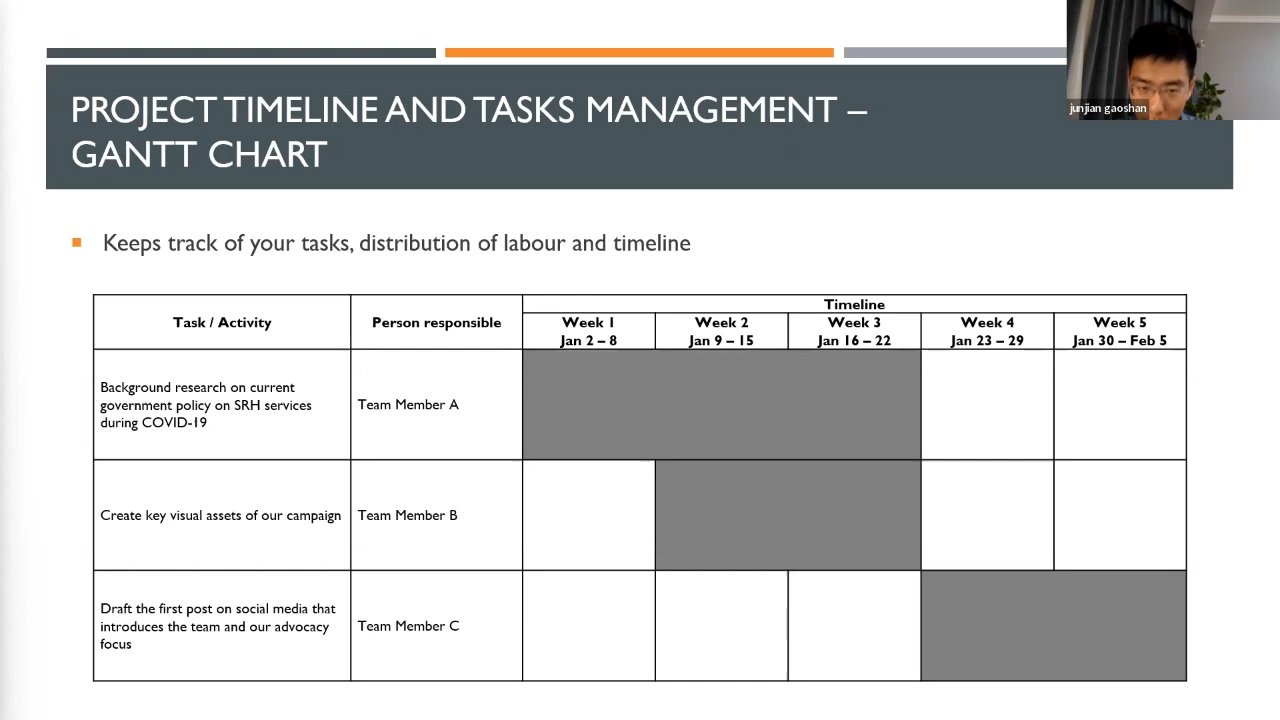 PROJECT TIMELINE AND TASKS MANAGEMENT –
GANTT CHART
junjian gaoshan
Keeps track of your tasks, distribution of labour and timeline
Task / Activity
Person responsible
Timeline
Week 1
Jan 2 – 8
Week 2
Jan 9 – 15
Week 3
Jan 16 – 22
Week 4
Jan 23 – 29
Week 5
Jan 30 – Feb 5
Background research on current
government policy on SRH services
during COVID-19
Team Member A
Create key visual assets of our campaign
Team Member B
Draft the first post on social media that
introduces the team and our advocacy
focus
Team Member C